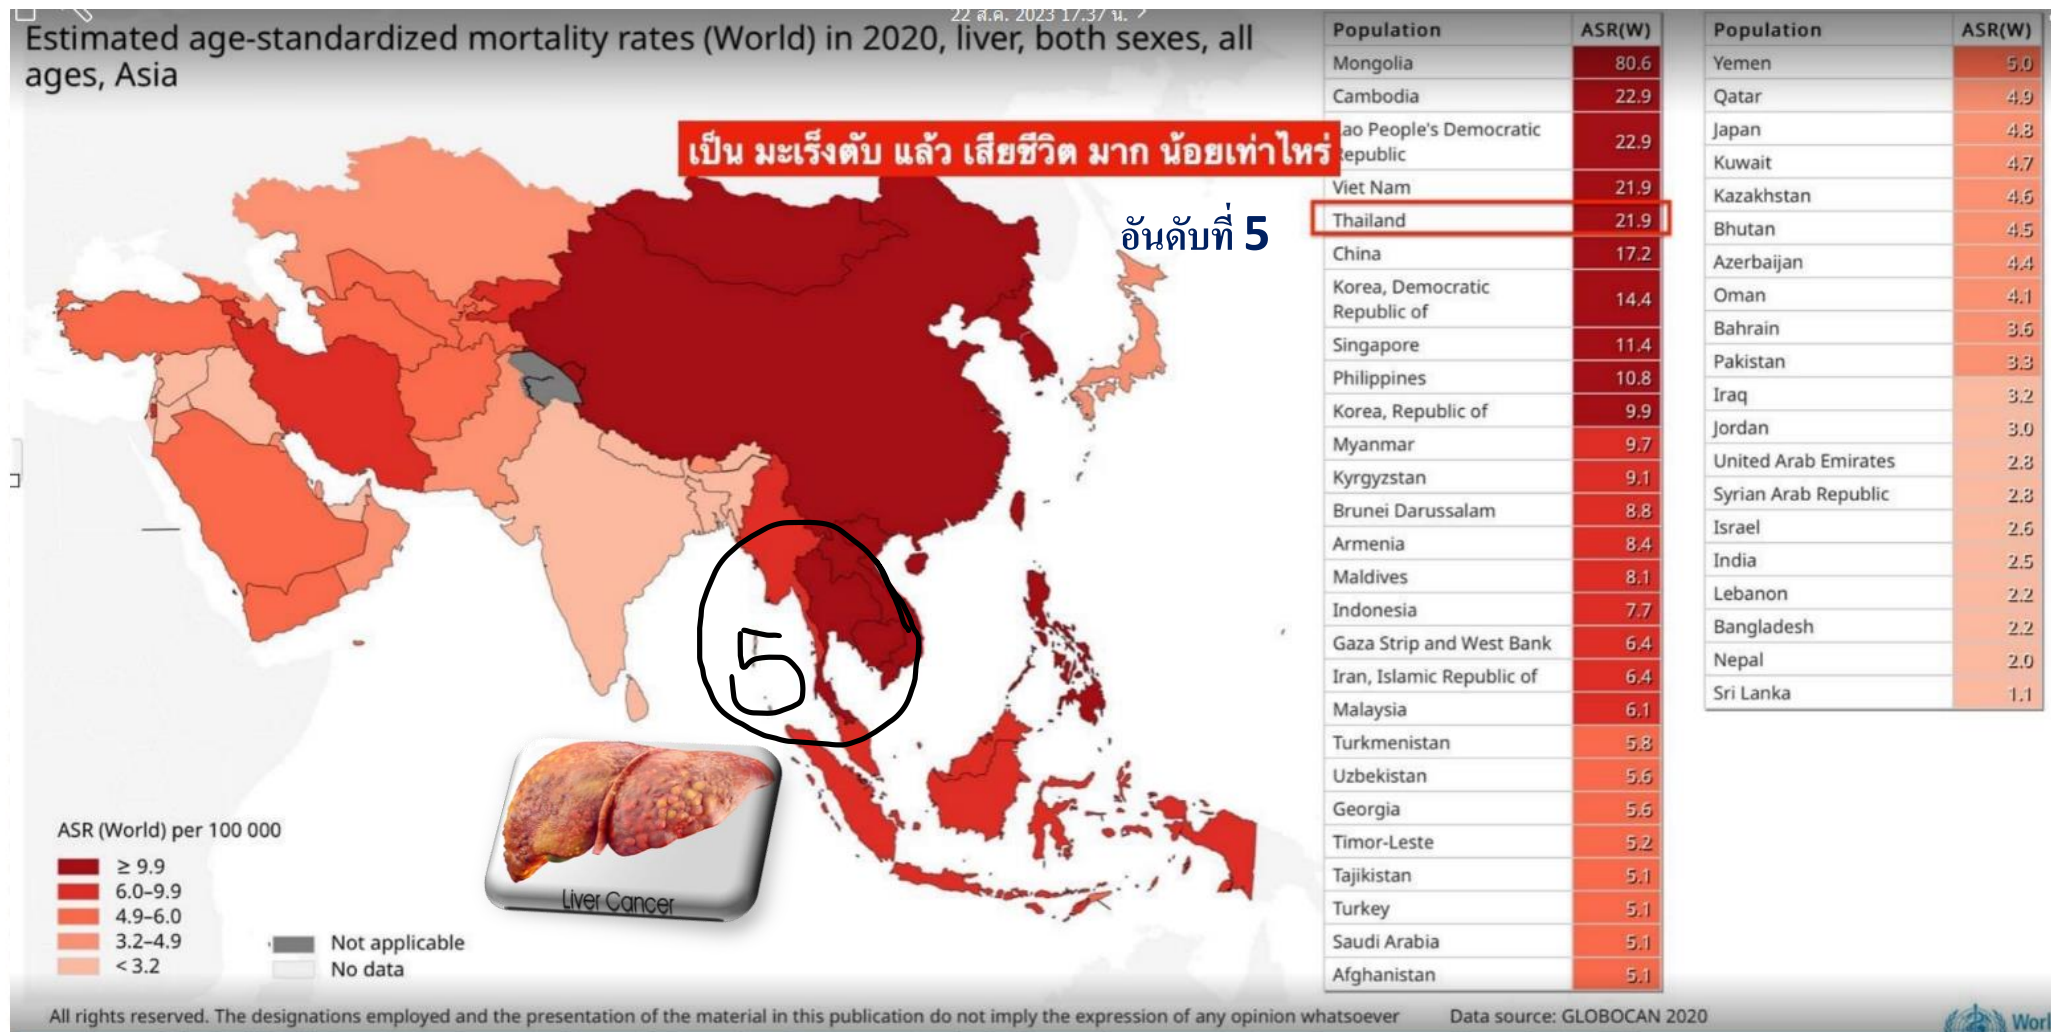 22 ส.ค. 2023 17.37 น.
Estimated age-standardized mortality rates (World) in 2020, liver, both sexes, all
ages, Asia
เป็น มะเร็งตับ แล้ว เสียชีวิต มาก น้อยเท่าไหร่
อันดับที่ 5
5
Liver Cancer
ASR (World) per 100 000
≥ 9.9
6.0–9.9
4.9–6.0
3.2–4.9
< 3.2
Not applicable
No data
Population ASR(W)
Mongolia 80.6
Cambodia 22.9
Lao People's Democratic
Republic 22.9
Viet Nam 21.9
Thailand 21.9
China 17.2
Korea, Democratic
Republic of 14.4
Singapore 11.4
Philippines 10.8
Korea, Republic of 9.9
Myanmar 9.7
Kyrgyzstan 9.1
Brunei Darussalam 8.8
Armenia 8.4
Maldives 8.1
Indonesia 7.7
Gaza Strip and West Bank 6.4
Iran, Islamic Republic of 6.4
Malaysia 6.1
Turkmenistan 5.8
Uzbekistan 5.6
Georgia 5.6
Timor-Leste 5.2
Tajikistan 5.1
Turkey 5.1
Saudi Arabia 5.1
Afghanistan 5.1
Population ASR(W)
Yemen 5.0
Qatar 4.9
Japan 4.8
Kuwait 4.7
Kazakhstan 4.6
Bhutan 4.5
Azerbaijan 4.4
Oman 4.1
Bahrain 3.6
Pakistan 3.3
Iraq 3.2
Jordan 3.0
United Arab Emirates 2.8
Syrian Arab Republic 2.8
Israel 2.6
India 2.5
Lebanon 2.2
Bangladesh 2.2
Nepal 2.0
Sri Lanka 1.1
All rights reserved. The designations employed and the presentation of the material in this publication do not imply the expression of any opinion whatsoever
Data source: GLOBOCAN 2020